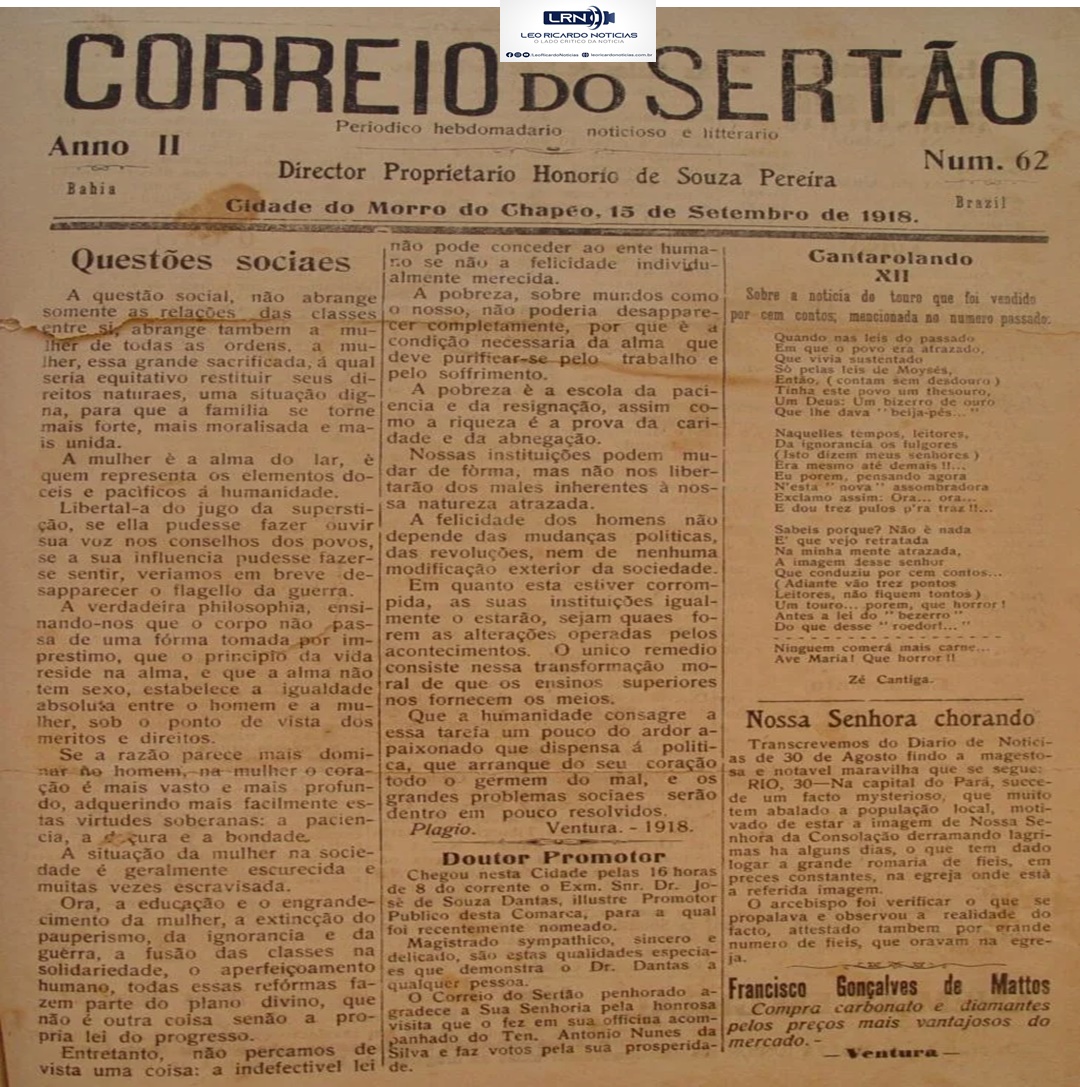 LRN
LEO RICARDO NOTICIAS
O LADO CRITICO DA NOTICIA
LeoRicardoNoticias leoricardonoticias.com.br
CORREIO DO SERTÃO
Periodico hebdomadario noticioso e litterario
Anno II
Num. 62
Director Proprietario Honorio de Souza Pereira
Bahia
Brazil
Cidade do Morro do Chapéo, 15 de Setembro de 1918.
Questões sociaes
A questão social, não abrange
somente as relações das classes
entre si, abrange tambem a mu-
lher de todas as ordens, a mu-
lher, essa grande sacrificada, á qual
seria equitativo restituir seus di-
reitos naturaes, uma situação dig-
na, para que a familia se torne
mais forte, mais moralisada e ma-
is unida.
A mulher è a alma do lar, è
quem representa os elementos do-
ceis e pacìficos á humanidade.
Libertal-a do jugo da supersti-
ção, se ella pudesse fazer ouvir
sua voz nos conselhos dos povos,
se a sua influencia pudesse fazer-
se sentir, veriamos em breve de-
sapparecer o flagello da guerra.
A verdadeira philosophia, ensi-
nando-nos que o corpo não pas-
sa de uma fórma tomada por im-
prestimo, que o principio da vida
reside na alma, e que a alma não
tem sexo, estabelece a igualdade
absoluta entre o homem e a mu-
lher, sob o ponto de vista dos
meritos e direitos.
Se a razão parece mais domi-
nar no homem, na mulher o cora-
ção é mais vasto e mais profun-
do, adquerindo mais facilmente es-
tas virtudes soberanas: a pacien-
cia, a doçura e a bondade.
A situação da mulher na socie-
dade é geralmente escurecida e
muitas vezes escravisada.
Ora, a educação e o engrande-
cimento da mulher, a extincção do
pauperismo, da ignorancia e da
guérra, a fusão das classes na
solidariedade, o aperfeiçoamento
humano, todas essas refórmas fa-
zem parte do plano divino, que
não é outra coisa senão a pro-
pria lei do progresso.
Entretanto, não percamos de
vista uma coisa: a indefectivel lei
não pode conceder ao ente huma-
no se não a felicidade individu-
almente merecida.
A pobreza, sobre mundos como
o nosso, não poderia desappare-
cer completamente, por que è a
condição necessaria da alma que
deve purificar-se pelo trabalho e
pelo soffrimento.
A pobreza é a escola da paci-
encia e da resignação, assim co-
mo a riqueza é a prova da cari-
dade e da abnegação.
Nossas instituições podem mu-
dar de fórma, mas não nos liber-
tarão dos males inherentes à nos-
sa natureza atrazada.
A felicidade dos homens não
depende das mudanças politicas,
das revoluções, nem de nenhuma
modificação exterior da sociedade.
Em quanto esta estiver corrom-
pida, as suas instituições igual-
mente o estarão, sejam quaes fo-
rem as alterações operadas pelos
acontecimentos. O unico remedio
consiste nessa transformação mo-
ral de que os ensinos superiores
nos fornecem os meios.
Que a humanidade consagre a
essa tarefa um pouco do ardor a-
paixonado que dispensa á politi-
ca, que arranque do seu coração
todo o germem do mal, e os
grandes problemas sociaes serão
dentro em pouco resolvidos.
Plagio. Ventura. - 1918.
Doutor Promotor
Chegou nesta Cidade pelas 16 horas
de 8 do corrente o Exm. Snr. Dr. Jo-
sè de Souza Dantas, illustre Promotor
Publico desta Comarca, para a qual
foi recentemente nomeado.
Magistrado sympathico, sincero e
delicado, são estas qualidades especia-
es que demonstra o Dr. Dantas a
qualquer pessoa.
O Correio do Sertão penhorado a-
gradece a Sua Senhoria pela honrosa
visita que o fez em sua officina acom-
panhado do Ten. Antonio Nunes da
Silva e faz votos pela sua prosperida-
de.
Cantarolando
XII
Sobre a noticia do touro que foi vendido
por cem contos; mencionada no numero passado:
Quando nas leis do passado
Em que o povo era atrazado,
Que vivia sustentado
Só pelas leis de Moysés,
Então, ( contam sem desdouro )
Tinha este povo um thesouro,
Um Deus: Um bizerro de ouro
Que lhe dava " beija-pés... "
Naquelles tempos, leitores,
Da ignorancia os fulgores
( Isto dizem meus senhores )
Era mesmo até demais !!...
Eu porem, pensando agora
N'esta " nova " assombradora
Exclamo assim: Ora... ora...
E dou trez pulos p'ra traz !!...
Sabeis porque? Não è nada
E' que vejo retratada
Na minha mente atrazada,
A imagem desse senhor
Que conduziu por cem contos...
( Adiante vão trez pontos
Leitores, não fiquem tontos )
Um touro... porem, que horror !
Antes a lei do " bezerro "
Do que desse " roedorf... "
Ninguem comerá mais carne...
Ave Maria! Que horror !!
Zé Cantiga.
Nossa Senhora chorando
Transcrevemos do Diario de Notici-
as de 30 de Agosto findo a magesto-
sa e notavel maravilha que se segue:
RIO, 30—Na capital do Pará, succe-
de um facto mysterioso, que muito
tem abalado a população local, moti-
vado de estar a imagem de Nossa Se-
nhora da Consolação derramando lagri-
mas ha alguns dias, o que tem dado
logar a grande romaria de fieis, em
preces constantes, na egreja onde està
a referida imagem.
O arcebispo foi verificar o que se
propalava e observou a realidade do
facto, attestado tambem por grande
numero de fieis, que oravam na egre-
ja.
Francisco Gonçalves de Mattos
Compra carbonato e diamantes
pelos preços mais vantajosos do
mercado. -
— Ventura —